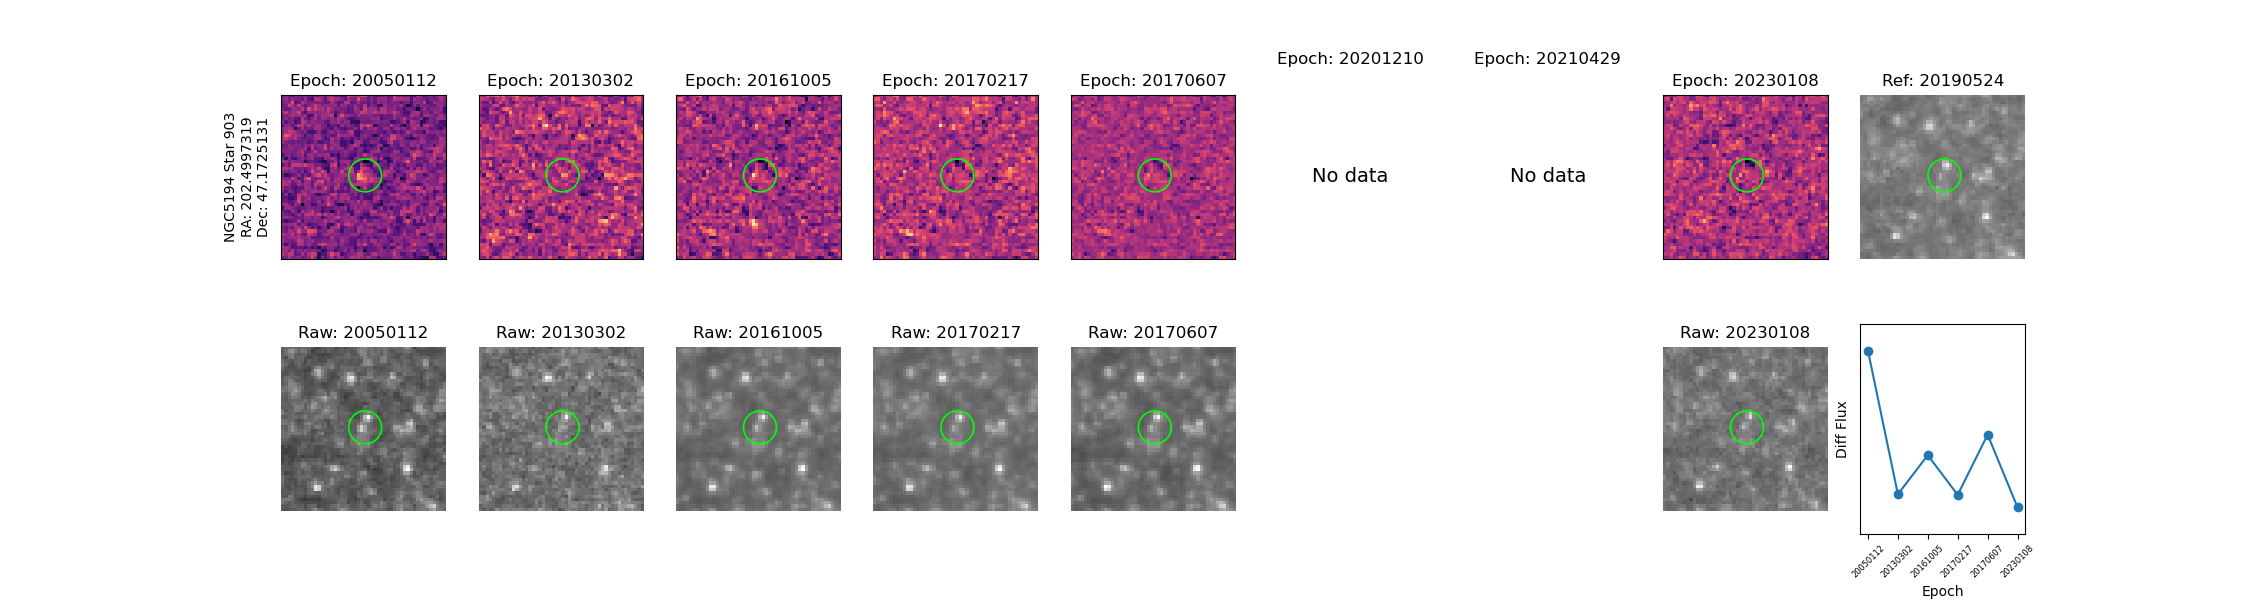 Epoch: 20201210
Epoch: 20210429
Epoch: 20050112
Epoch: 20130302
Epoch: 20161005
Epoch: 20170217
Epoch: 20170607
Epoch: 20230108
Ref: 20190524
NGC5194 Star 903
RA: 202.4997319
Dec: 47.1725131
No data
No data
Raw: 20050112
Raw: 20130302
Raw: 20161005
Raw: 20170217
Raw: 20170607
Raw: 20230108
Diff Flux
20050112
20130302
20161005
20170217
20170607
20230108
Epoch